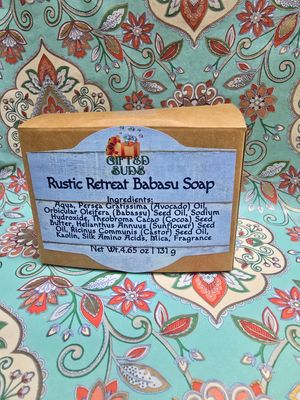 GIFTED
SUDS
Rustic Retreat Babasu Soap
Ingredients:
Aqua, Persea Gratissima (Avocado) Oil,
Orbicular Oleifera (Babassu) Seed Oil, Sodium
Hydroxide, Theobroma Cacao (Cocoa) Seed
Butter, Helianthus Annuus (Sunflower) Seed
Oil, Ricinus Communis (Castor) Seed Oil,
Kaolin, Silk Amino Acids, Mica, Fragrance
Net Wt. 4.65 oz | 131 g